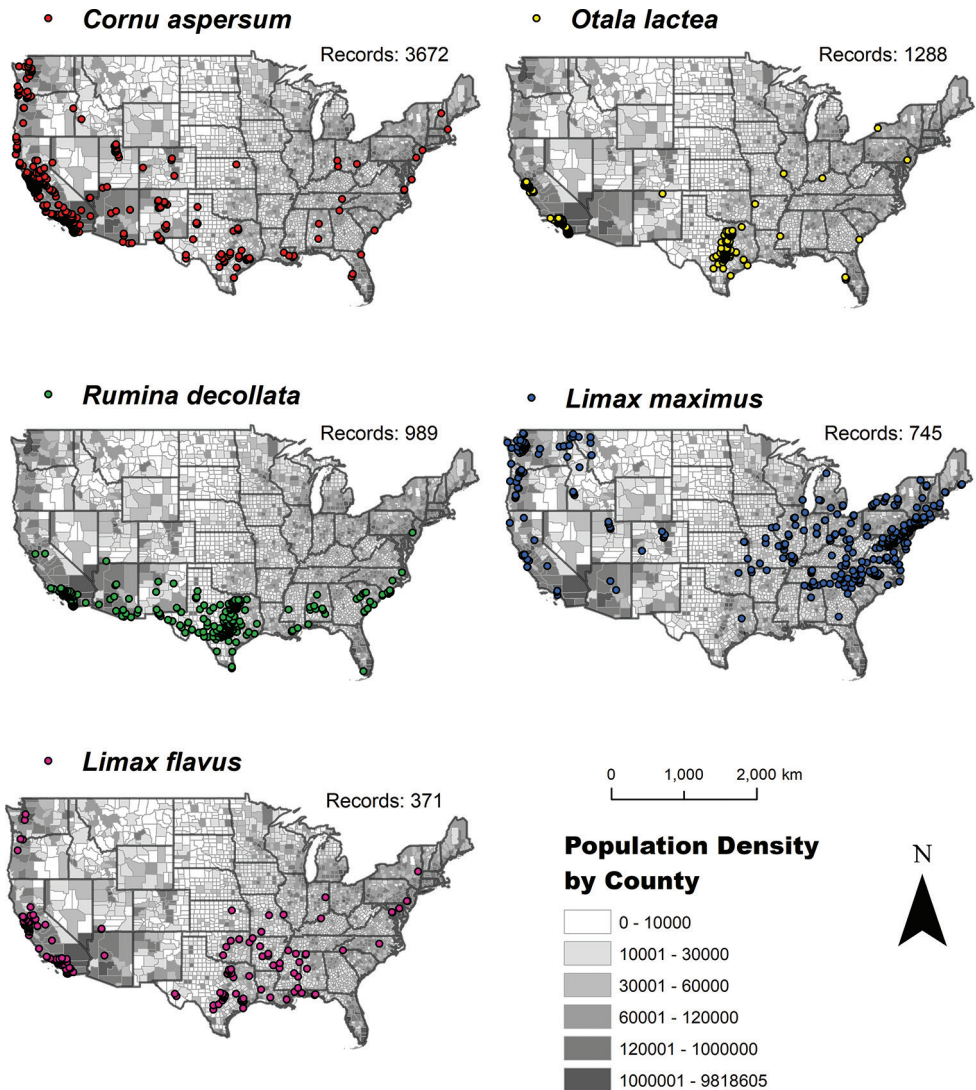 Cornu aspersum
Records: 3672
Otala lactea
Records: 1288
Rumina decollata
Records: 989
Limax maximus
Records: 745
Limax flavus
Records: 371
0 1,000 2,000 km
Population Density
by County
0 - 10000
10001 - 30000
30001 - 60000
60001 - 120000
120001 - 1000000
1000001 - 9818605
N